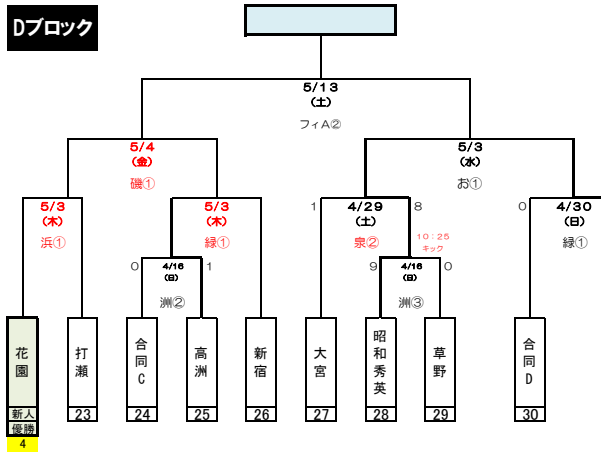 Dブロック
5/13
(土)
フィA②
5/4
(金)
磯①
5/3
(水)
お①
5/3
(木)
浜①
5/3
(木)
緑①
1
4/29
(土)
泉②
8
10:25
キック
0
4/30
(日)
緑①
0
4/16
(日)
洲②
1
9
4/16
(日)
洲③
0
花園
新人
優勝
4
打瀬
23
合同C
24
高洲
25
新宿
26
大宮
27
昭和秀英
28
草野
29
合同D
30